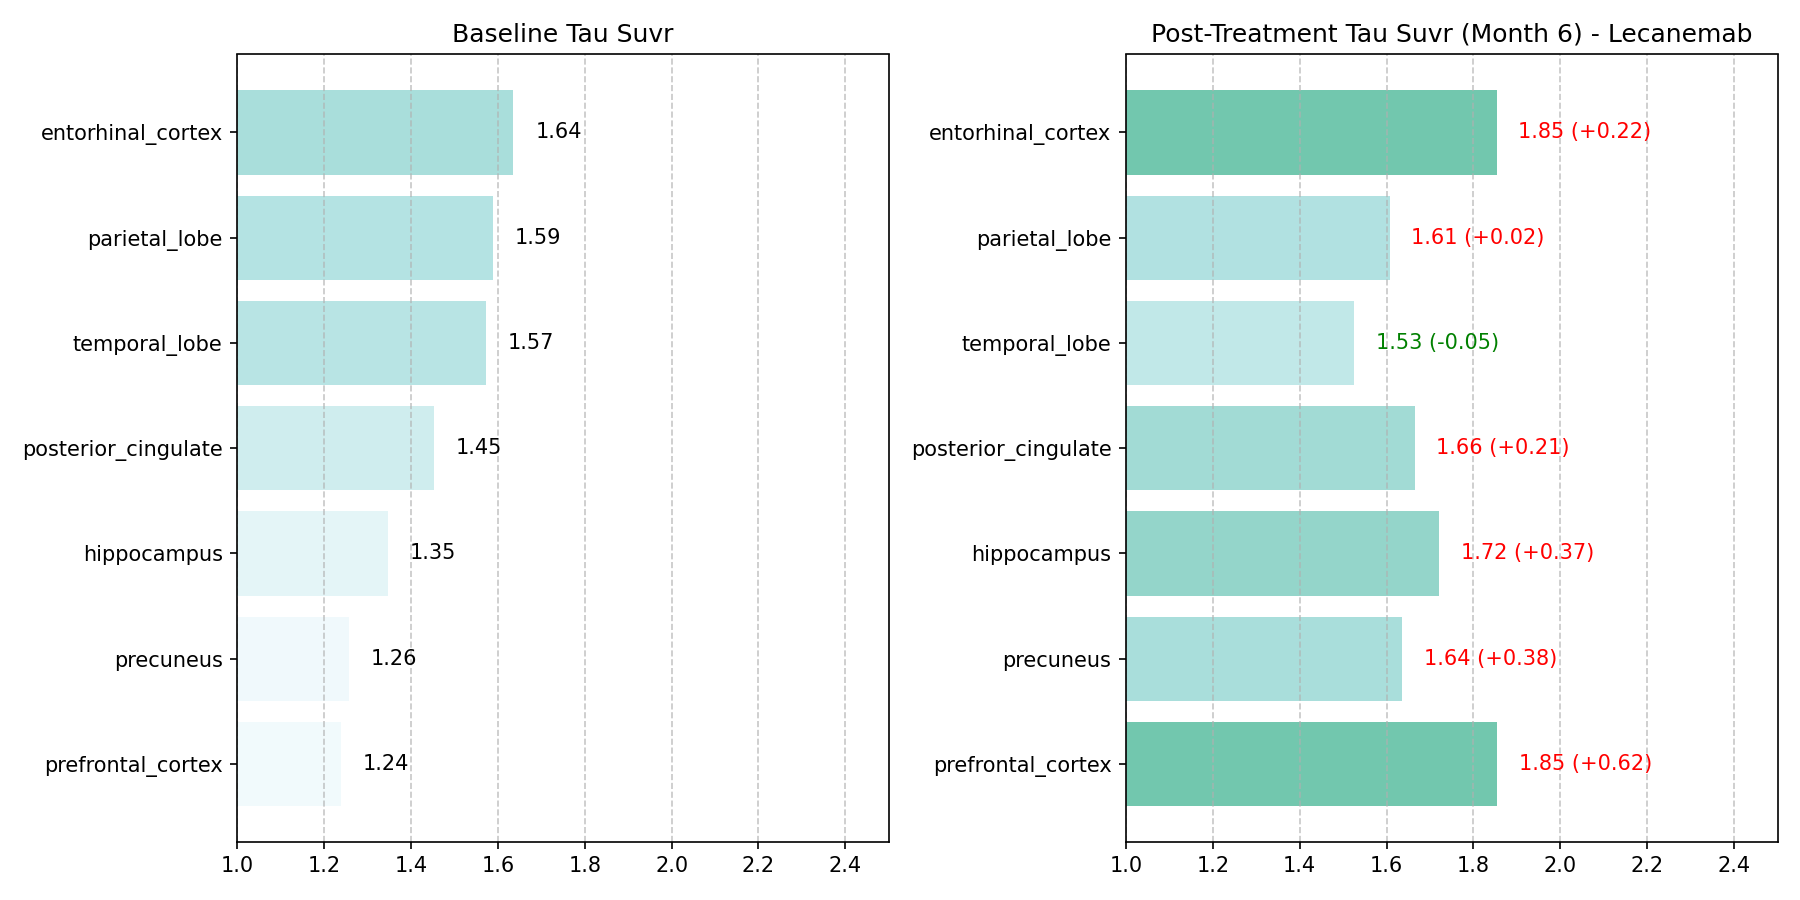 Baseline Tau Suvr
entorhinal_cortex 1.64
parietal_lobe 1.59
temporal_lobe 1.57
posterior_cingulate 1.45
hippocampus 1.35
precuneus 1.26
prefrontal_cortex 1.24
1.0 1.2 1.4 1.6 1.8 2.0 2.2 2.4
Post-Treatment Tau Suvr (Month 6) - Lecanemab
entorhinal_cortex 1.85 (+0.22)
parietal_lobe 1.61 (+0.02)
temporal_lobe 1.53 (-0.05)
posterior_cingulate 1.66 (+0.21)
hippocampus 1.72 (+0.37)
precuneus 1.64 (+0.38)
prefrontal_cortex 1.85 (+0.62)
1.0 1.2 1.4 1.6 1.8 2.0 2.2 2.4